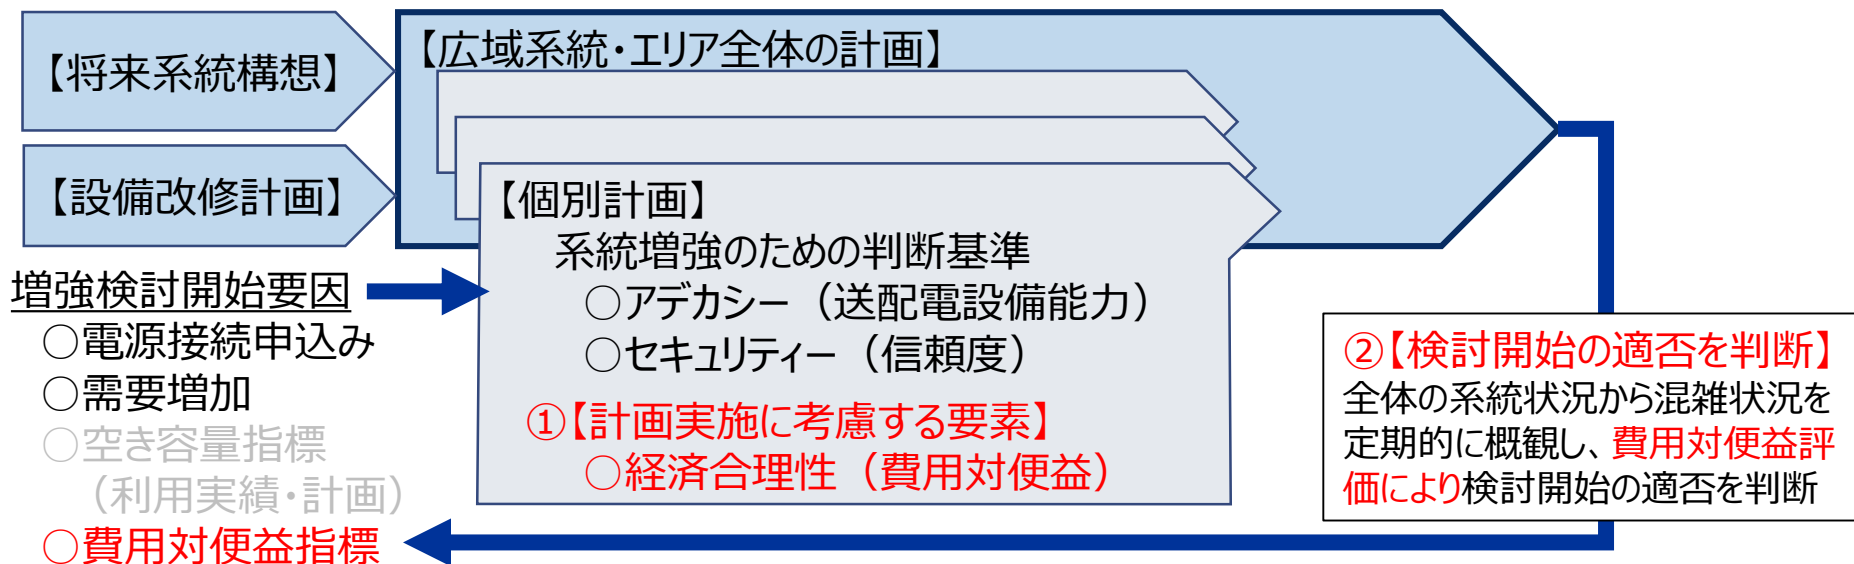 【将来系統構想】
【設備改修計画】
【広域系統・エリア全体の計画】
【個別計画】
系統増強のための判断基準
○アデカシー（送配電設備能力）
○セキュリティー（信頼度）
①【計画実施に考慮する要素】
○経済合理性（費用対便益）
増強検討開始要因
○電源接続申込み
○需要増加
○空き容量指標
（利用実績・計画）
○費用対便益指標
②【検討開始の適否を判断】
全体の系統状況から混雑状況を
定期的に概観し、費用対便益評
価により検討開始の適否を判断